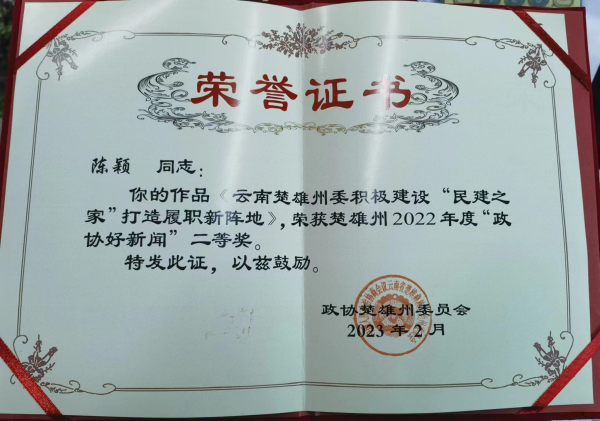 荣誉证书
陈颖 同志：
你的作品《云南楚雄州委积极建设“民建之
家”打造履职新阵地》，荣获楚雄州2022年度“政
协好新闻”二等奖。
特发此证，以兹鼓励。
政协楚雄州委员会
2023年2月